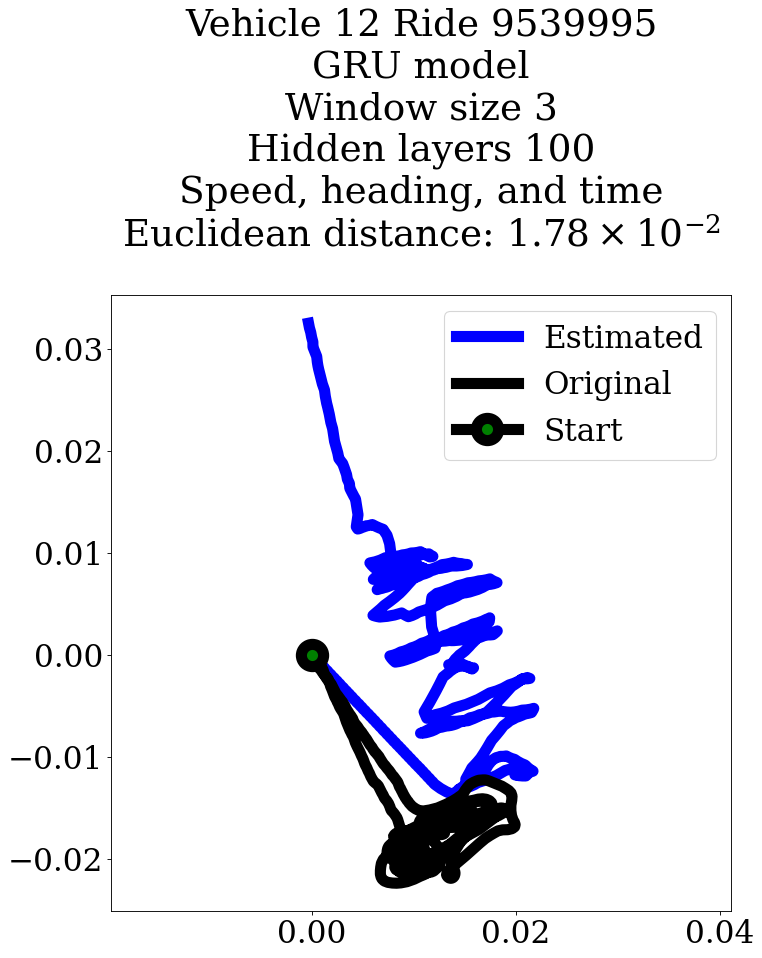 Vehicle 12 Ride 9539995
GRU model
Window size 3
Hidden layers 100
Speed, heading, and time
Euclidean distance: 1.78 × 10⁻²
Estimated
Original
Start
0.03
0.02
0.01
0.00
−0.01
−0.02
0.00 0.02 0.04